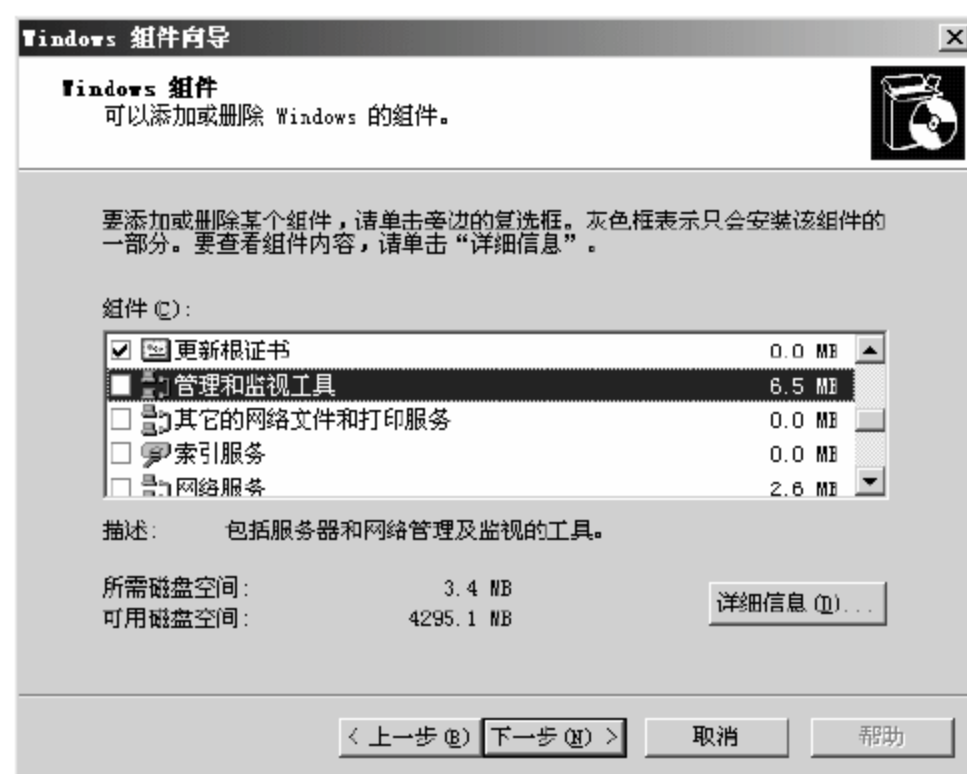 Windows 组件向导
Windows 组件
可以添加或删除 Windows 的组件。
要添加或删除某个组件，请单击旁边的复选框。灰色框表示只会安装该组件的
一部分。要查看组件内容，请单击“详细信息”。
组件(C):
更新根证书 0.0 MB
管理和监视工具 6.5 MB
其它的网络文件和打印服务 0.0 MB
索引服务 0.0 MB
网络服务 2.6 MB
描述: 包括服务器和网络管理及监视的工具。
所需磁盘空间: 3.4 MB
可用磁盘空间: 4295.1 MB
详细信息(D)...
< 上一步(B) 下一步(N) > 取消 帮助